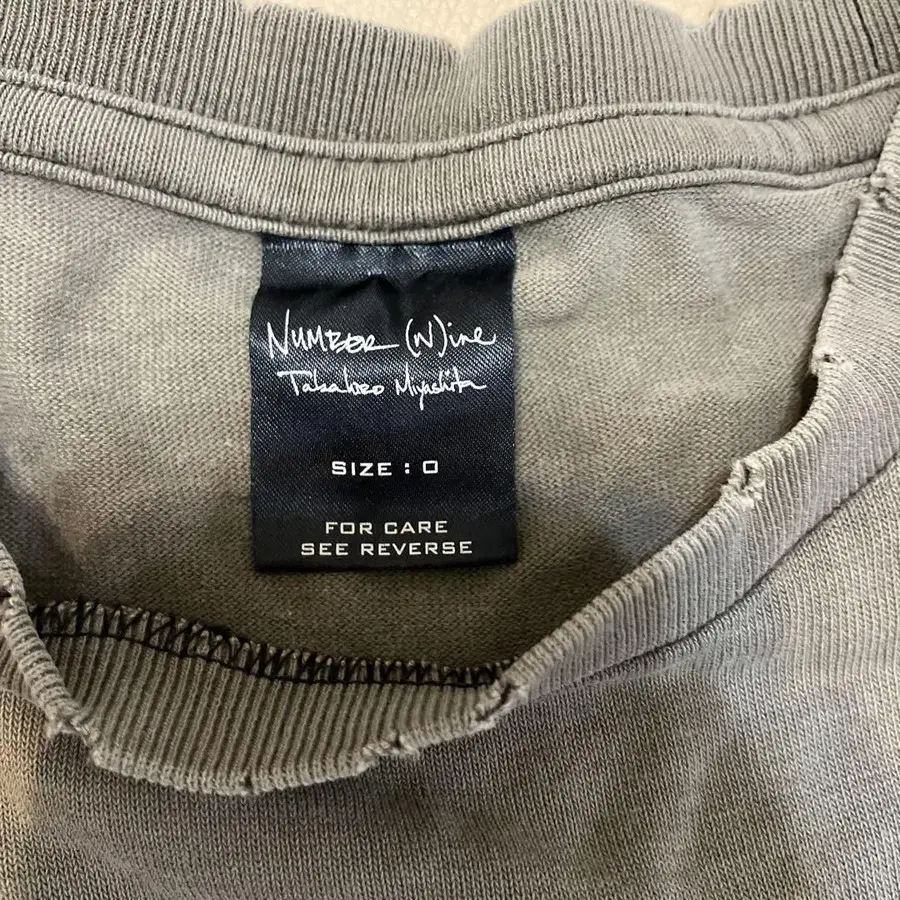 NUMBER (N)ine
Takahiro Miyashita
SIZE : 0
FOR CARE
SEE REVERSE